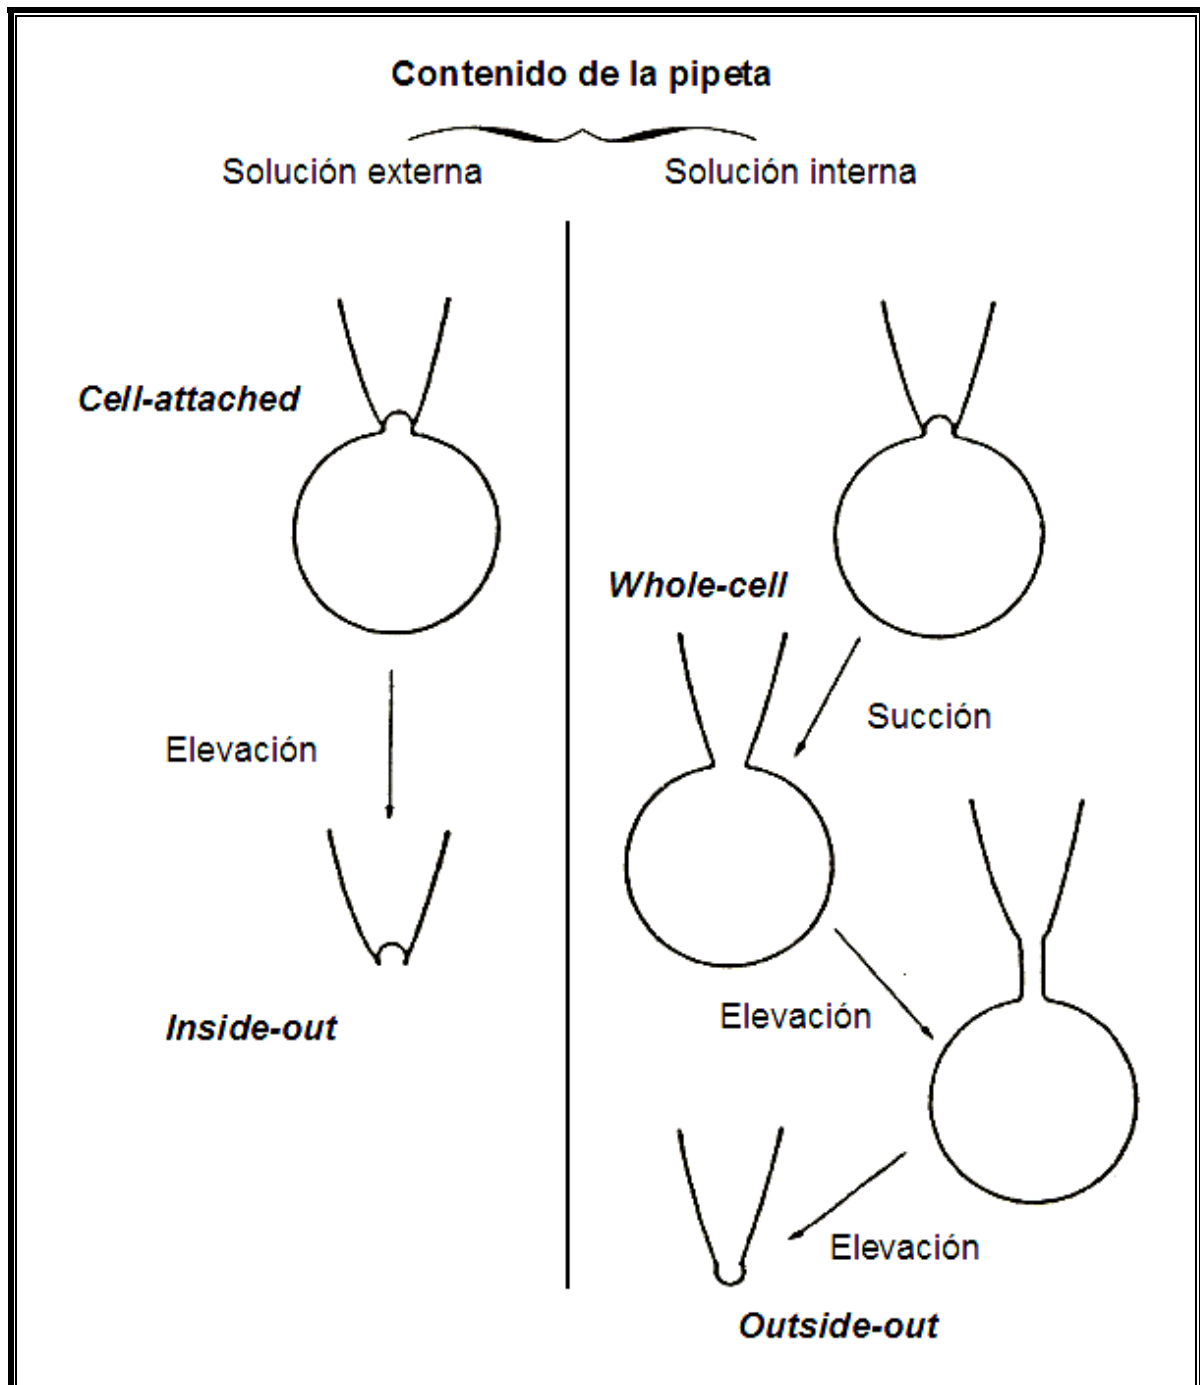 Contenido de la pipeta
Solución externa
Solución interna
Cell-attached
Elevación
Inside-out
Whole-cell
Succión
Elevación
Elevación
Outside-out